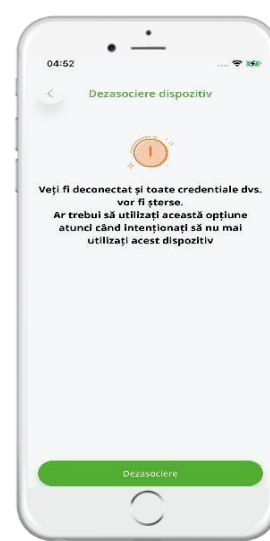 04:52
Dezasociere dispozitiv
Veți fi deconectat și toate credentiale dvs.
vor fi șterse.
Ar trebui să utilizați această opțiune
atunci când intenționați să nu mai
utilizați acest dispozitiv
Dezasociere